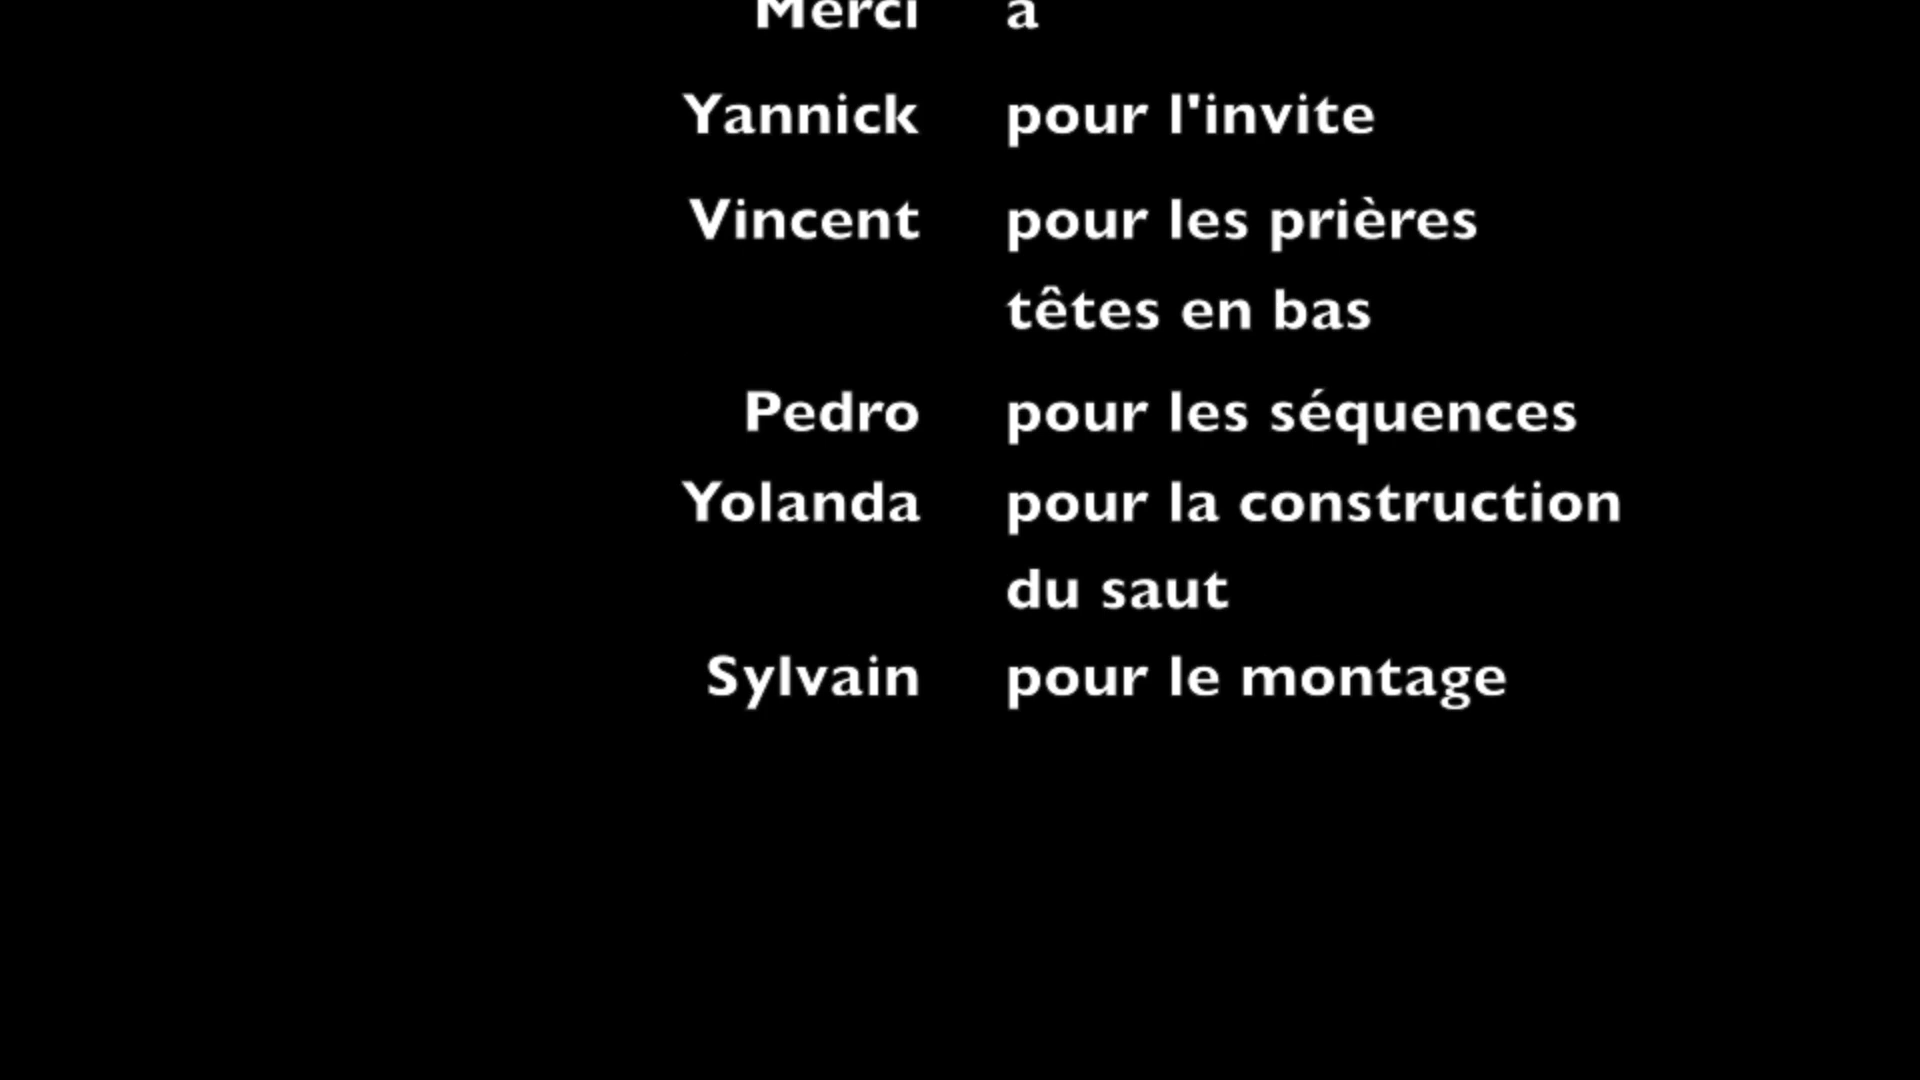 Merci à
Yannick pour l'invite
Vincent pour les prières
têtes en bas
Pedro pour les séquences
Yolanda pour la construction
du saut
Sylvain pour le montage